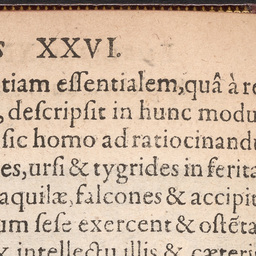 XXVI.
tiam eſſentialem, quâ à re
, deſcripſit in hunc modu
ſic homo ad ratiocinandu
es, urſi & tygrides in ferita
aquilæ, falcones & accipit
um ſeſe exercent & oſtẽta
& intellectu illis & cæteri